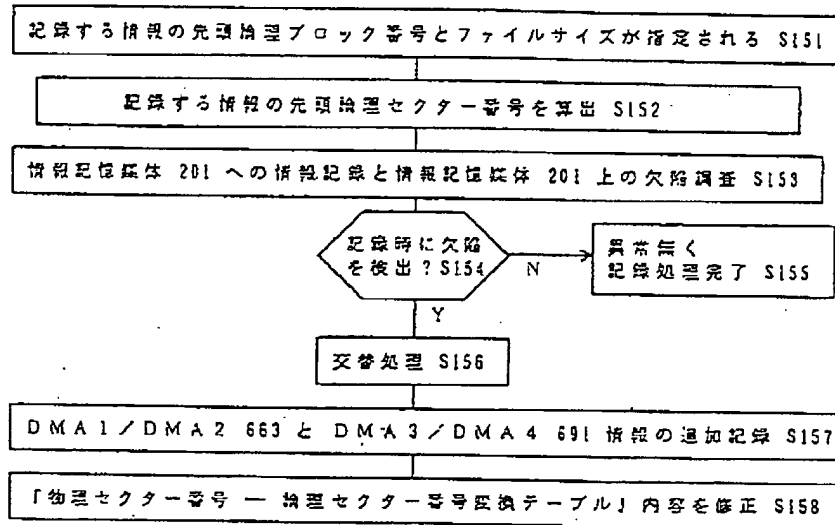 記録する情報の先頭論理ブロック番号とファイルサイズが指定される S151
記録する情報の先頭論理セクター番号を算出 S152
情報記憶媒体 201 への情報記録と情報記憶媒体 201 上の欠陥調査 S153
記録時に欠陥
を検出?S154
N
異常無く
記録処理完了 S155
Y
交替処理 S156
DMA1/DMA2 663 と DMA3/DMA4 691 情報の追加記録 S157
『物理セクター番号 ― 論理セクター番号変換テーブル』内容を修正 S158